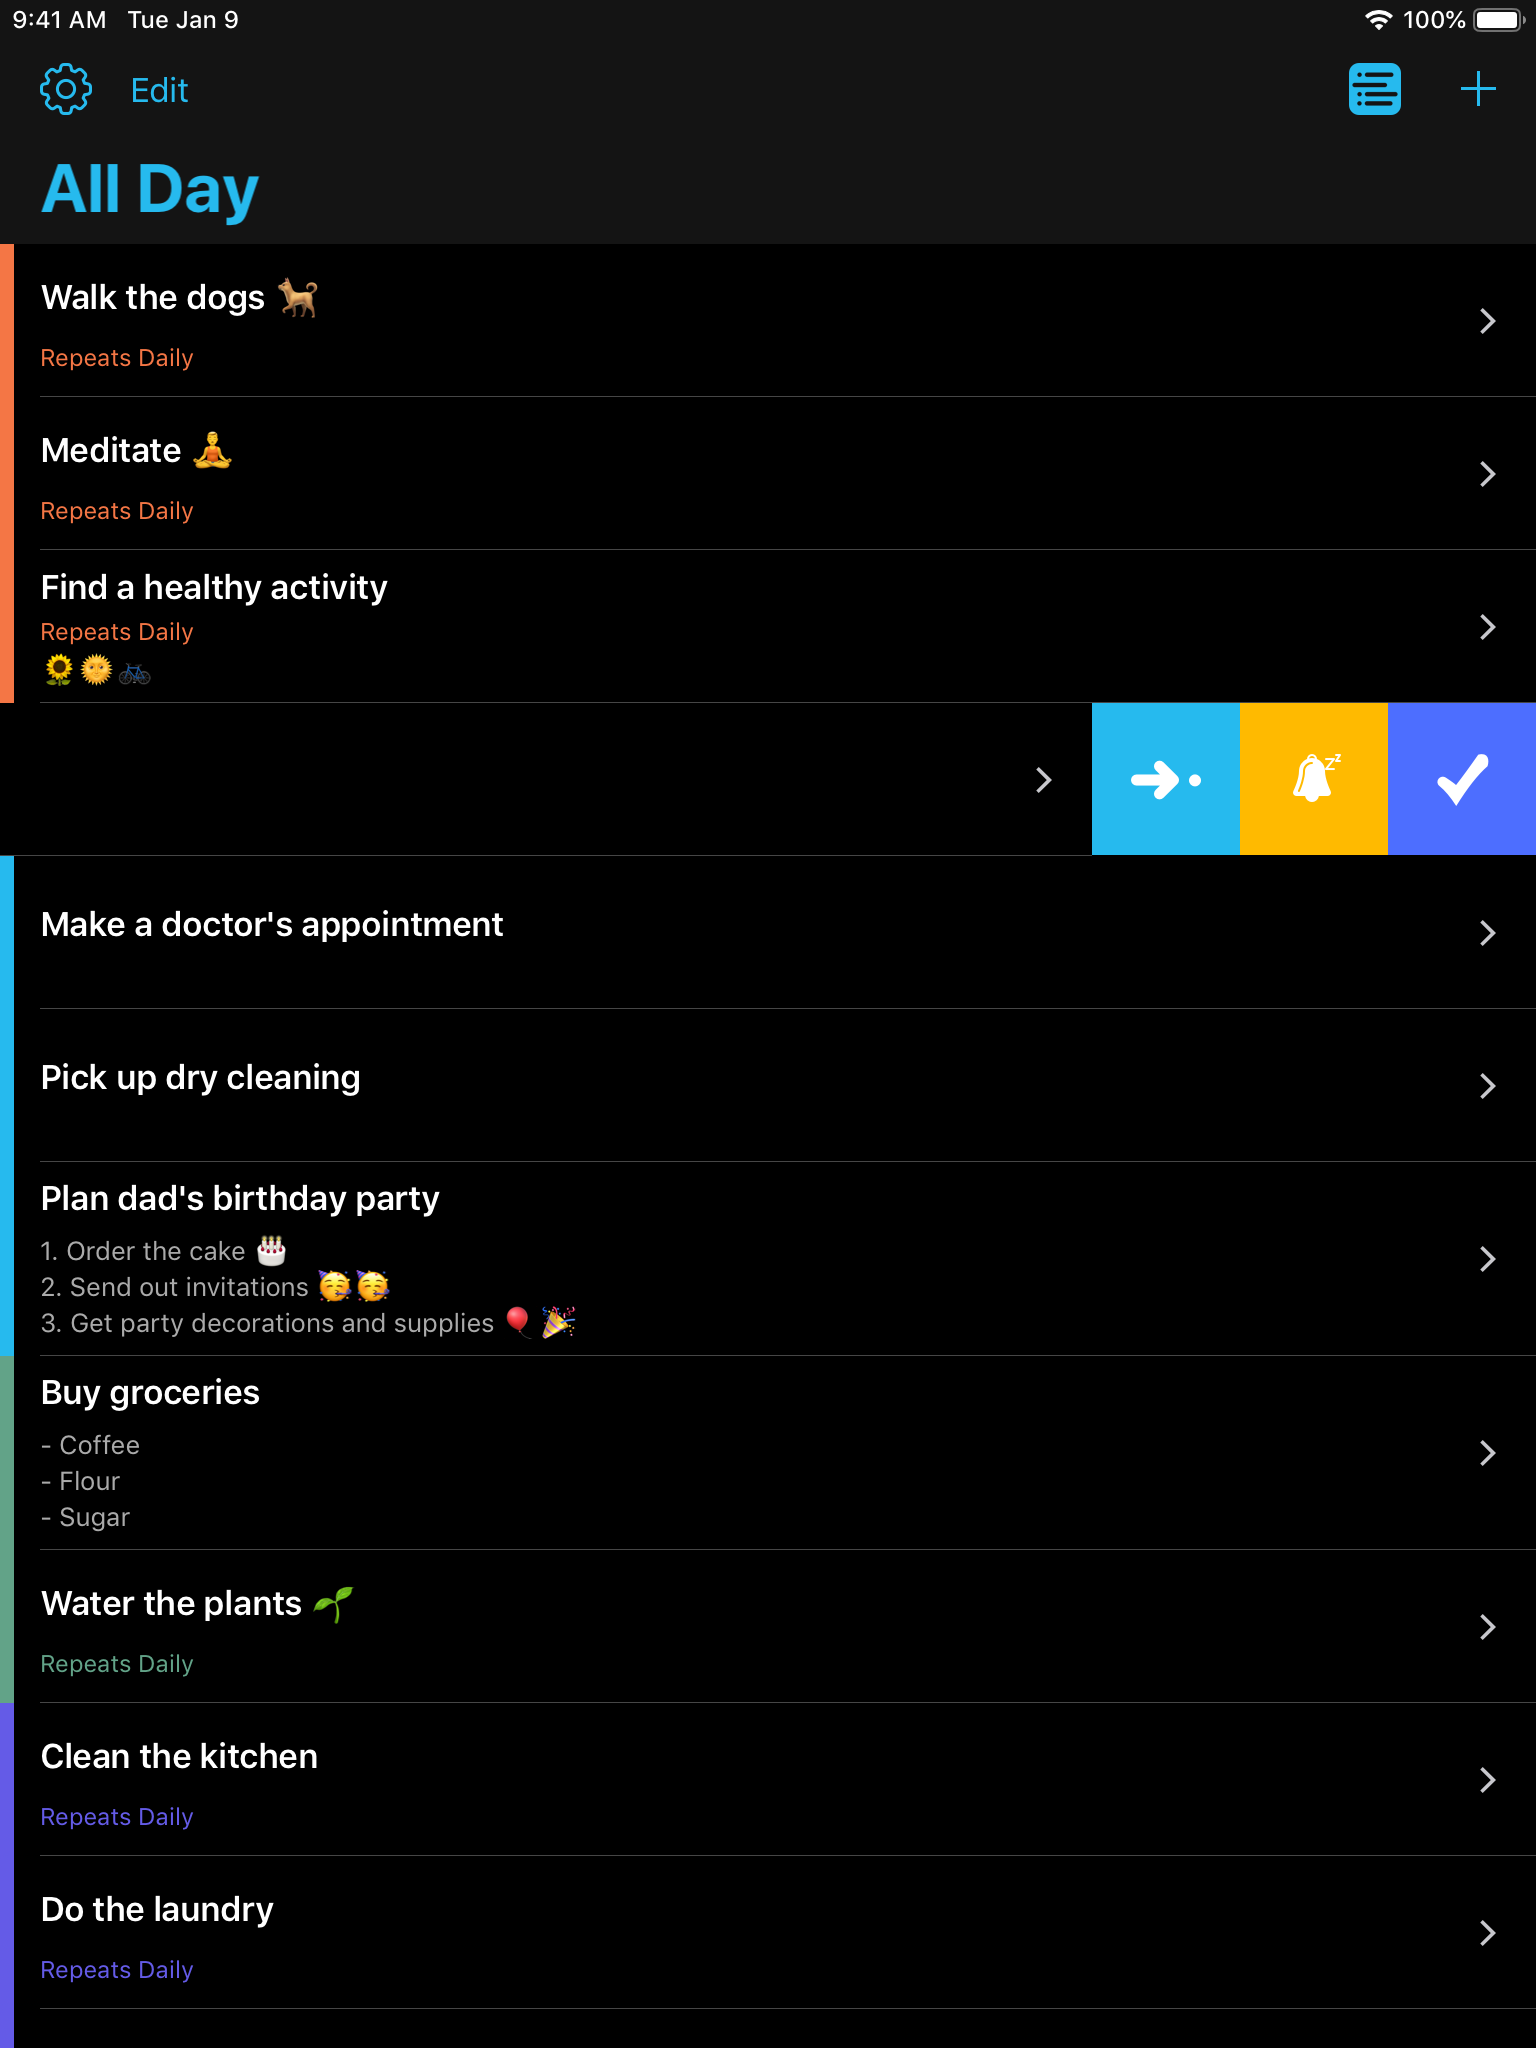 9:41 AM Tue Jan 9 100%
Edit
All Day
Walk the dogs 🐕
Repeats Daily
Meditate 🧘
Repeats Daily
Find a healthy activity
Repeats Daily
🌻🌞🚲
Make a doctor's appointment
Pick up dry cleaning
Plan dad's birthday party
1. Order the cake 🎂
2. Send out invitations 🥳🥳
3. Get party decorations and supplies 🎈🎉
Buy groceries
- Coffee
- Flour
- Sugar
Water the plants 🌱
Repeats Daily
Clean the kitchen
Repeats Daily
Do the laundry
Repeats Daily